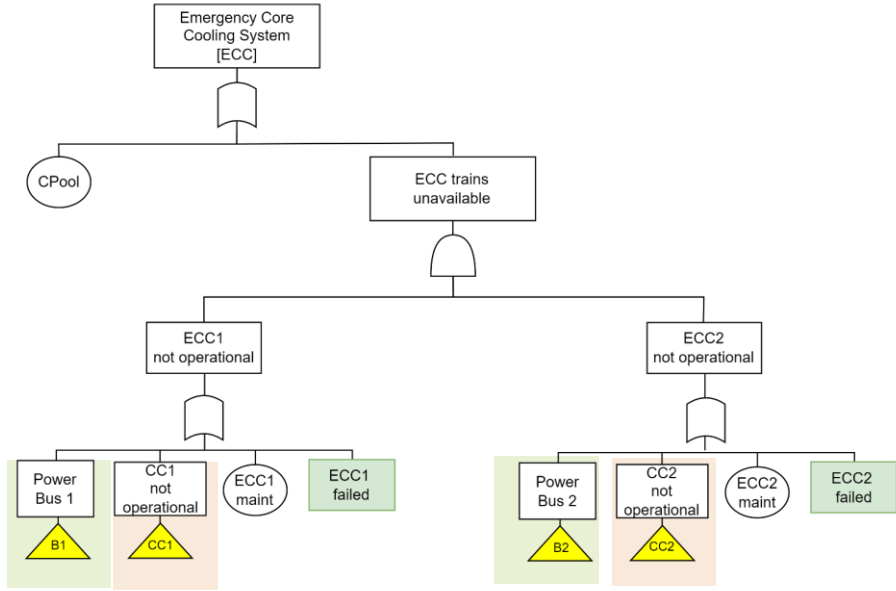 Emergency Core
Cooling System
[ECC]
CPool
ECC trains
unavailable
ECC1
not operational
ECC2
not operational
Power
Bus 1
CC1
not
operational
ECC1
maint
ECC1
failed
B1
CC1
Power
Bus 2
CC2
not
operational
ECC2
maint
ECC2
failed
B2
CC2